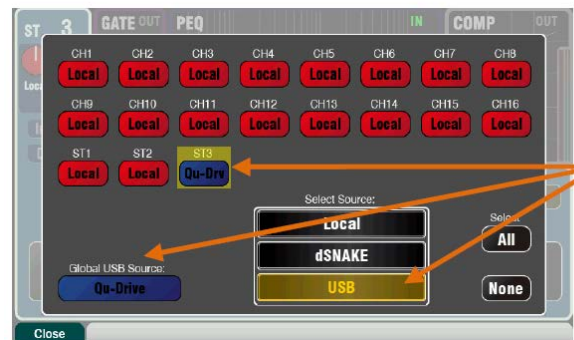 ST 3 GATE OUT PEQ IN COMP OUT
CH1 CH2 CH3 CH4 CH5 CH6 CH7 CH8
Local Local Local Local Local Local Local Local
CH9 CH10 CH11 CH12 CH13 CH14 CH15 CH16
Local Local Local Local Local Local Local Local
ST1 ST2 ST3
Local Local Qu-Drv
Select Source:
Local
dSNAKE
USB
Select
All
None
Global USB Source:
Qu-Drive
Close